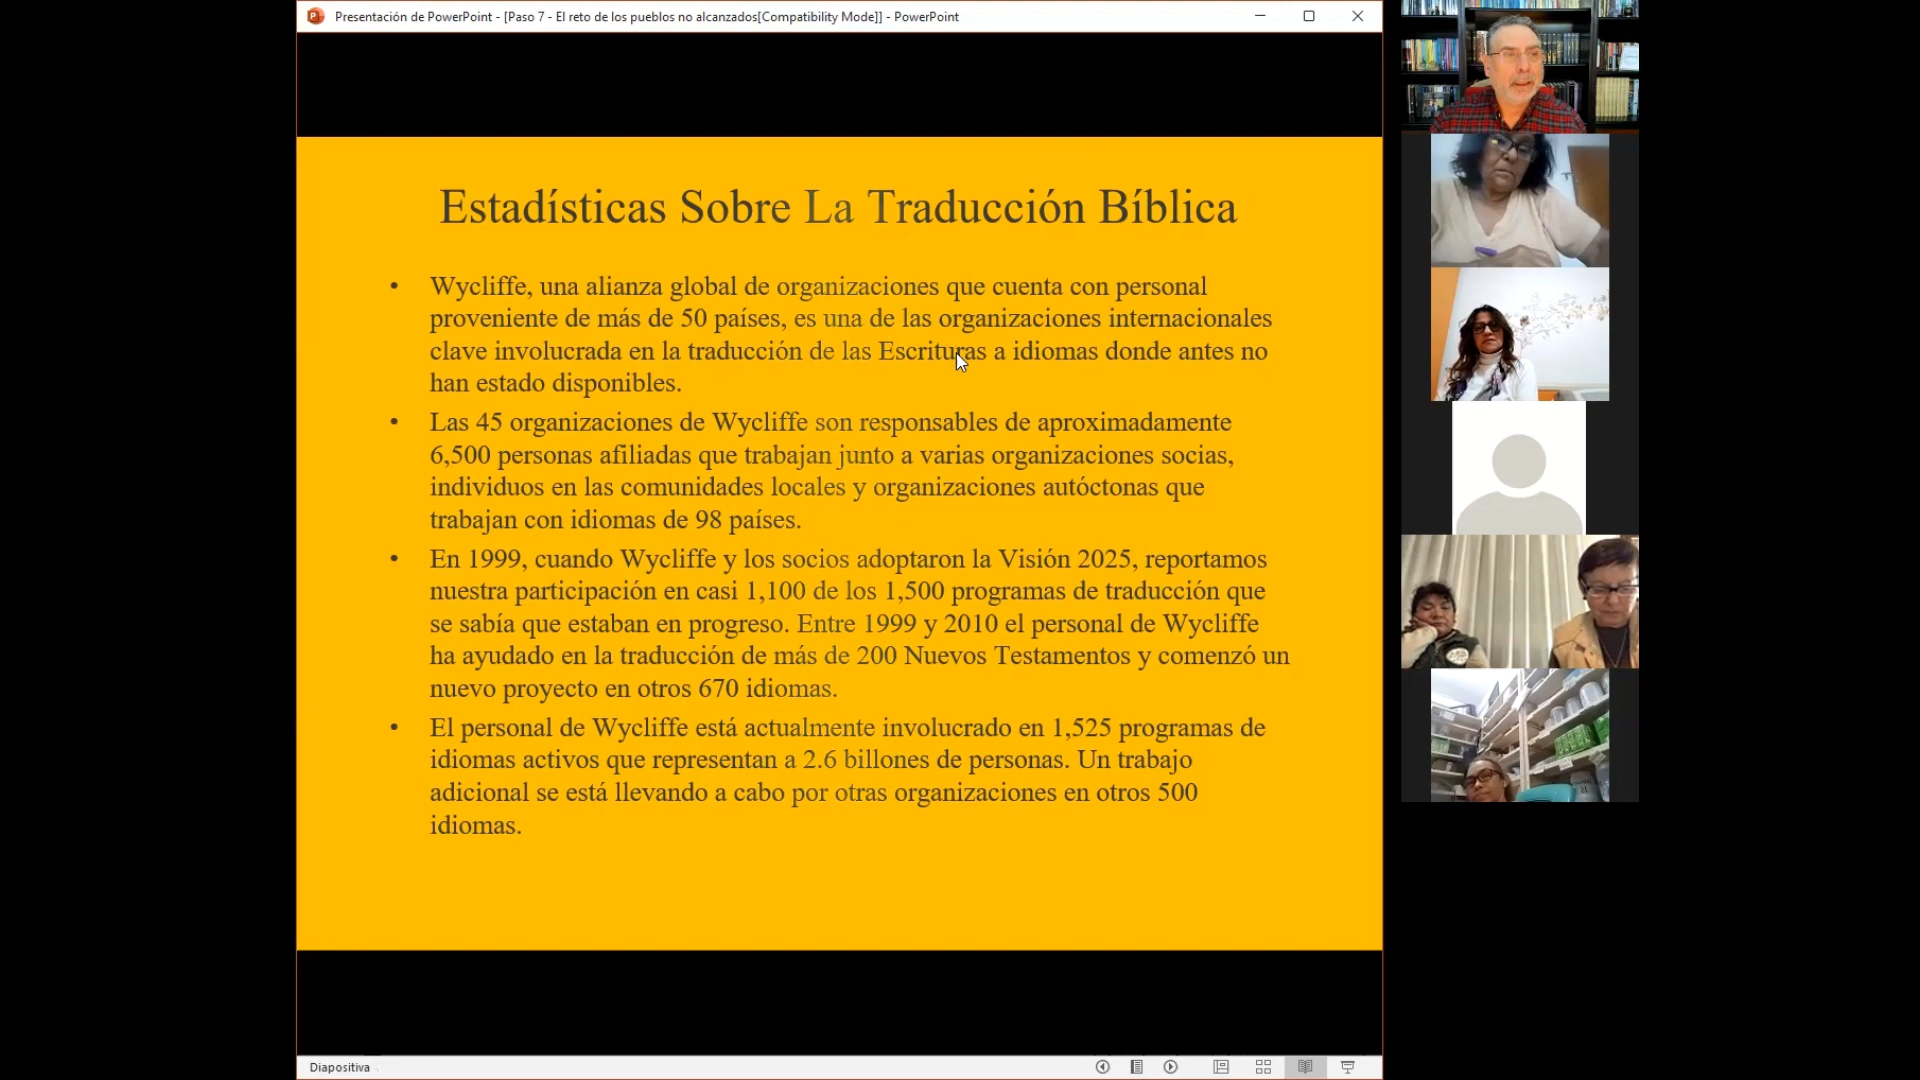 Presentación de PowerPoint - [Paso 7 - El reto de los pueblos no alcanzados[Compatibility Mode]] - PowerPoint
Estadísticas Sobre La Traducción Bíblica
• Wycliffe, una alianza global de organizaciones que cuenta con personal
proveniente de más de 50 países, es una de las organizaciones internacionales
clave involucrada en la traducción de las Escrituras a idiomas donde antes no
han estado disponibles.
• Las 45 organizaciones de Wycliffe son responsables de aproximadamente
6,500 personas afiliadas que trabajan junto a varias organizaciones socias,
individuos en las comunidades locales y organizaciones autóctonas que
trabajan con idiomas de 98 países.
• En 1999, cuando Wycliffe y los socios adoptaron la Visión 2025, reportamos
nuestra participación en casi 1,100 de los 1,500 programas de traducción que
se sabía que estaban en progreso. Entre 1999 y 2010 el personal de Wycliffe
ha ayudado en la traducción de más de 200 Nuevos Testamentos y comenzó un
nuevo proyecto en otros 670 idiomas.
• El personal de Wycliffe está actualmente involucrado en 1,525 programas de
idiomas activos que representan a 2.6 billones de personas. Un trabajo
adicional se está llevando a cabo por otras organizaciones en otros 500
idiomas.
Diapositiva